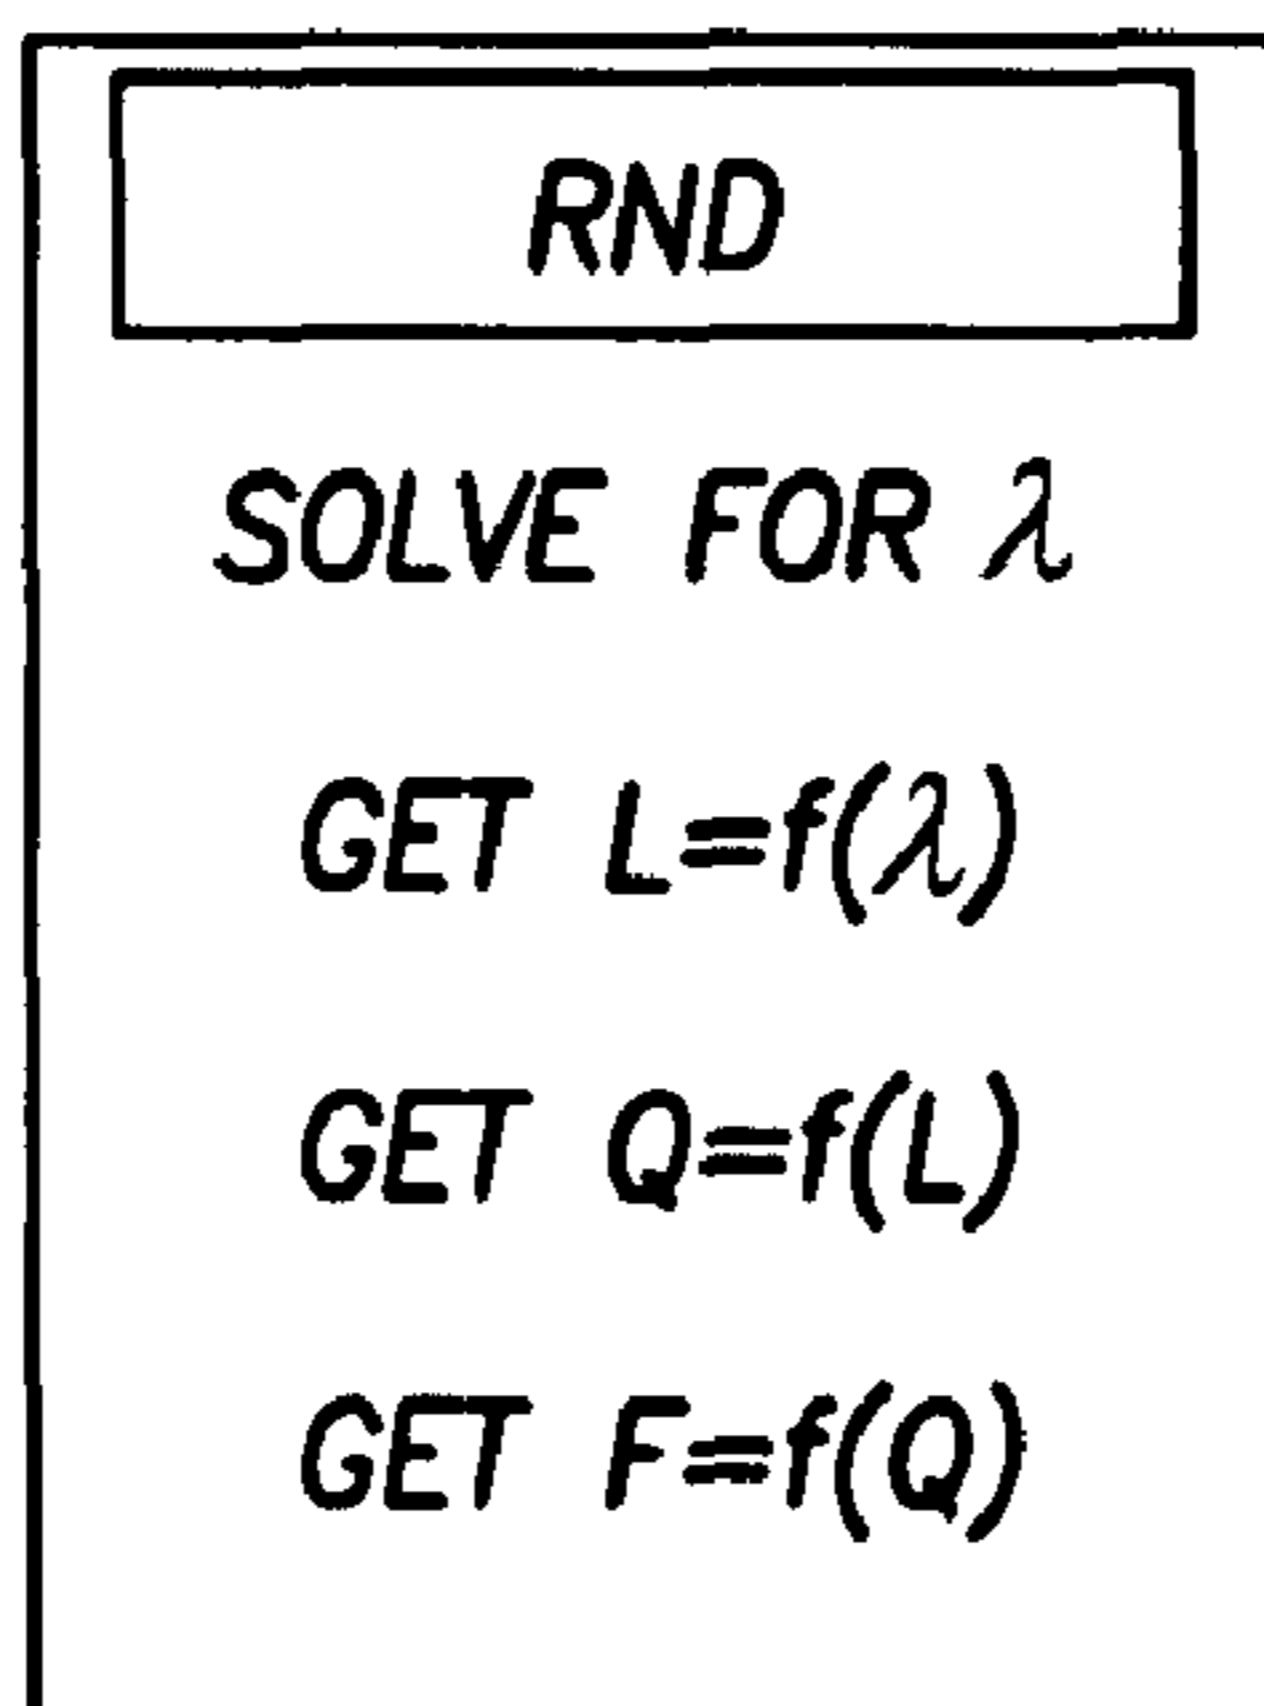 RND
SOLVE FOR λ
GET L=f(λ)
GET Q=f(L)
GET F=f(Q)